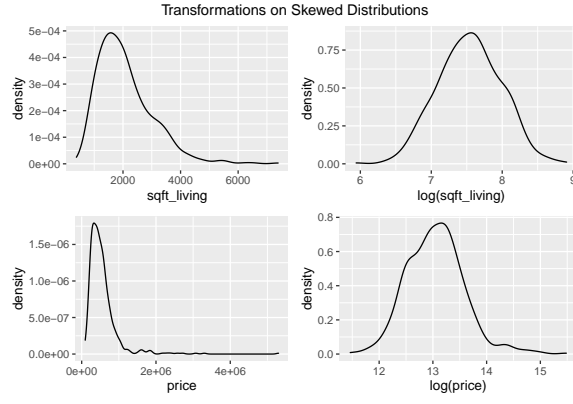 Transformations on Skewed Distributions
5e−04
4e−04
3e−04
2e−04
1e−04
0e+00
density
2000 4000 6000
sqft_living
0.75
0.50
0.25
0.00
density
6 7 8 9
log(sqft_living)
1.5e−06
1.0e−06
5.0e−07
0.0e+00
density
0e+00 2e+06 4e+06
price
0.8
0.6
0.4
0.2
0.0
density
12 13 14 15
log(price)